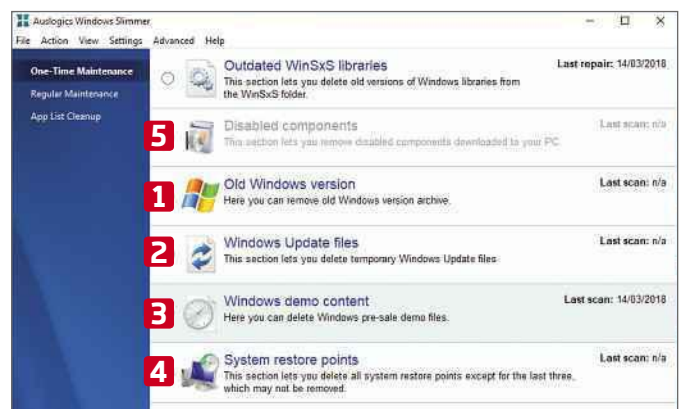 Auslogics Windows Slimmer
File Action View Settings Advanced Help
One-Time Maintenance
Regular Maintenance
App List Cleanup
Outdated WinSxS libraries
Last repair: 14/03/2018
This section lets you delete old versions of Windows libraries from
the WinSxS folder.
5
Disabled components
Last scan: n/a
This section lets you remove disabled components downloaded to your PC
1
Old Windows version
Last scan: n/a
Here you can remove old Windows version archive.
2
Windows Update files
Last scan: n/a
This section lets you delete temporary Windows Update files
3
Windows demo content
Last scan: 14/03/2018
Here you can delete Windows pre-sale demo files.
4
System restore points
Last scan: n/a
This section lets you delete all system restore points except for the last three,
which may not be removed.